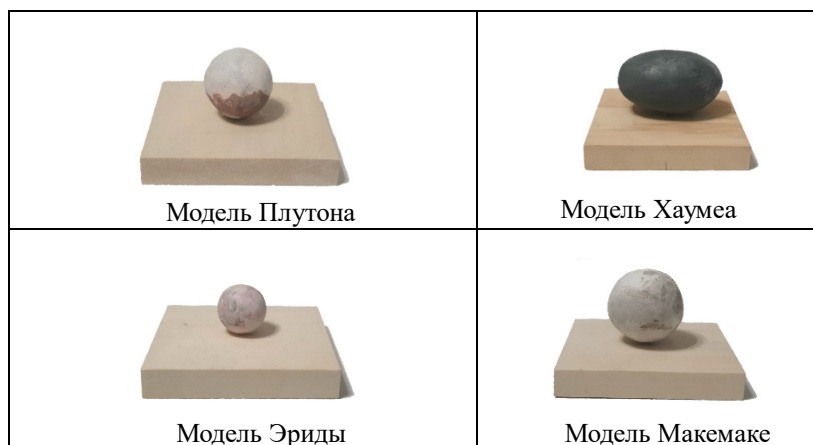 Модель Плутона
Модель Хаумеа
Модель Эриды
Модель Макемаке